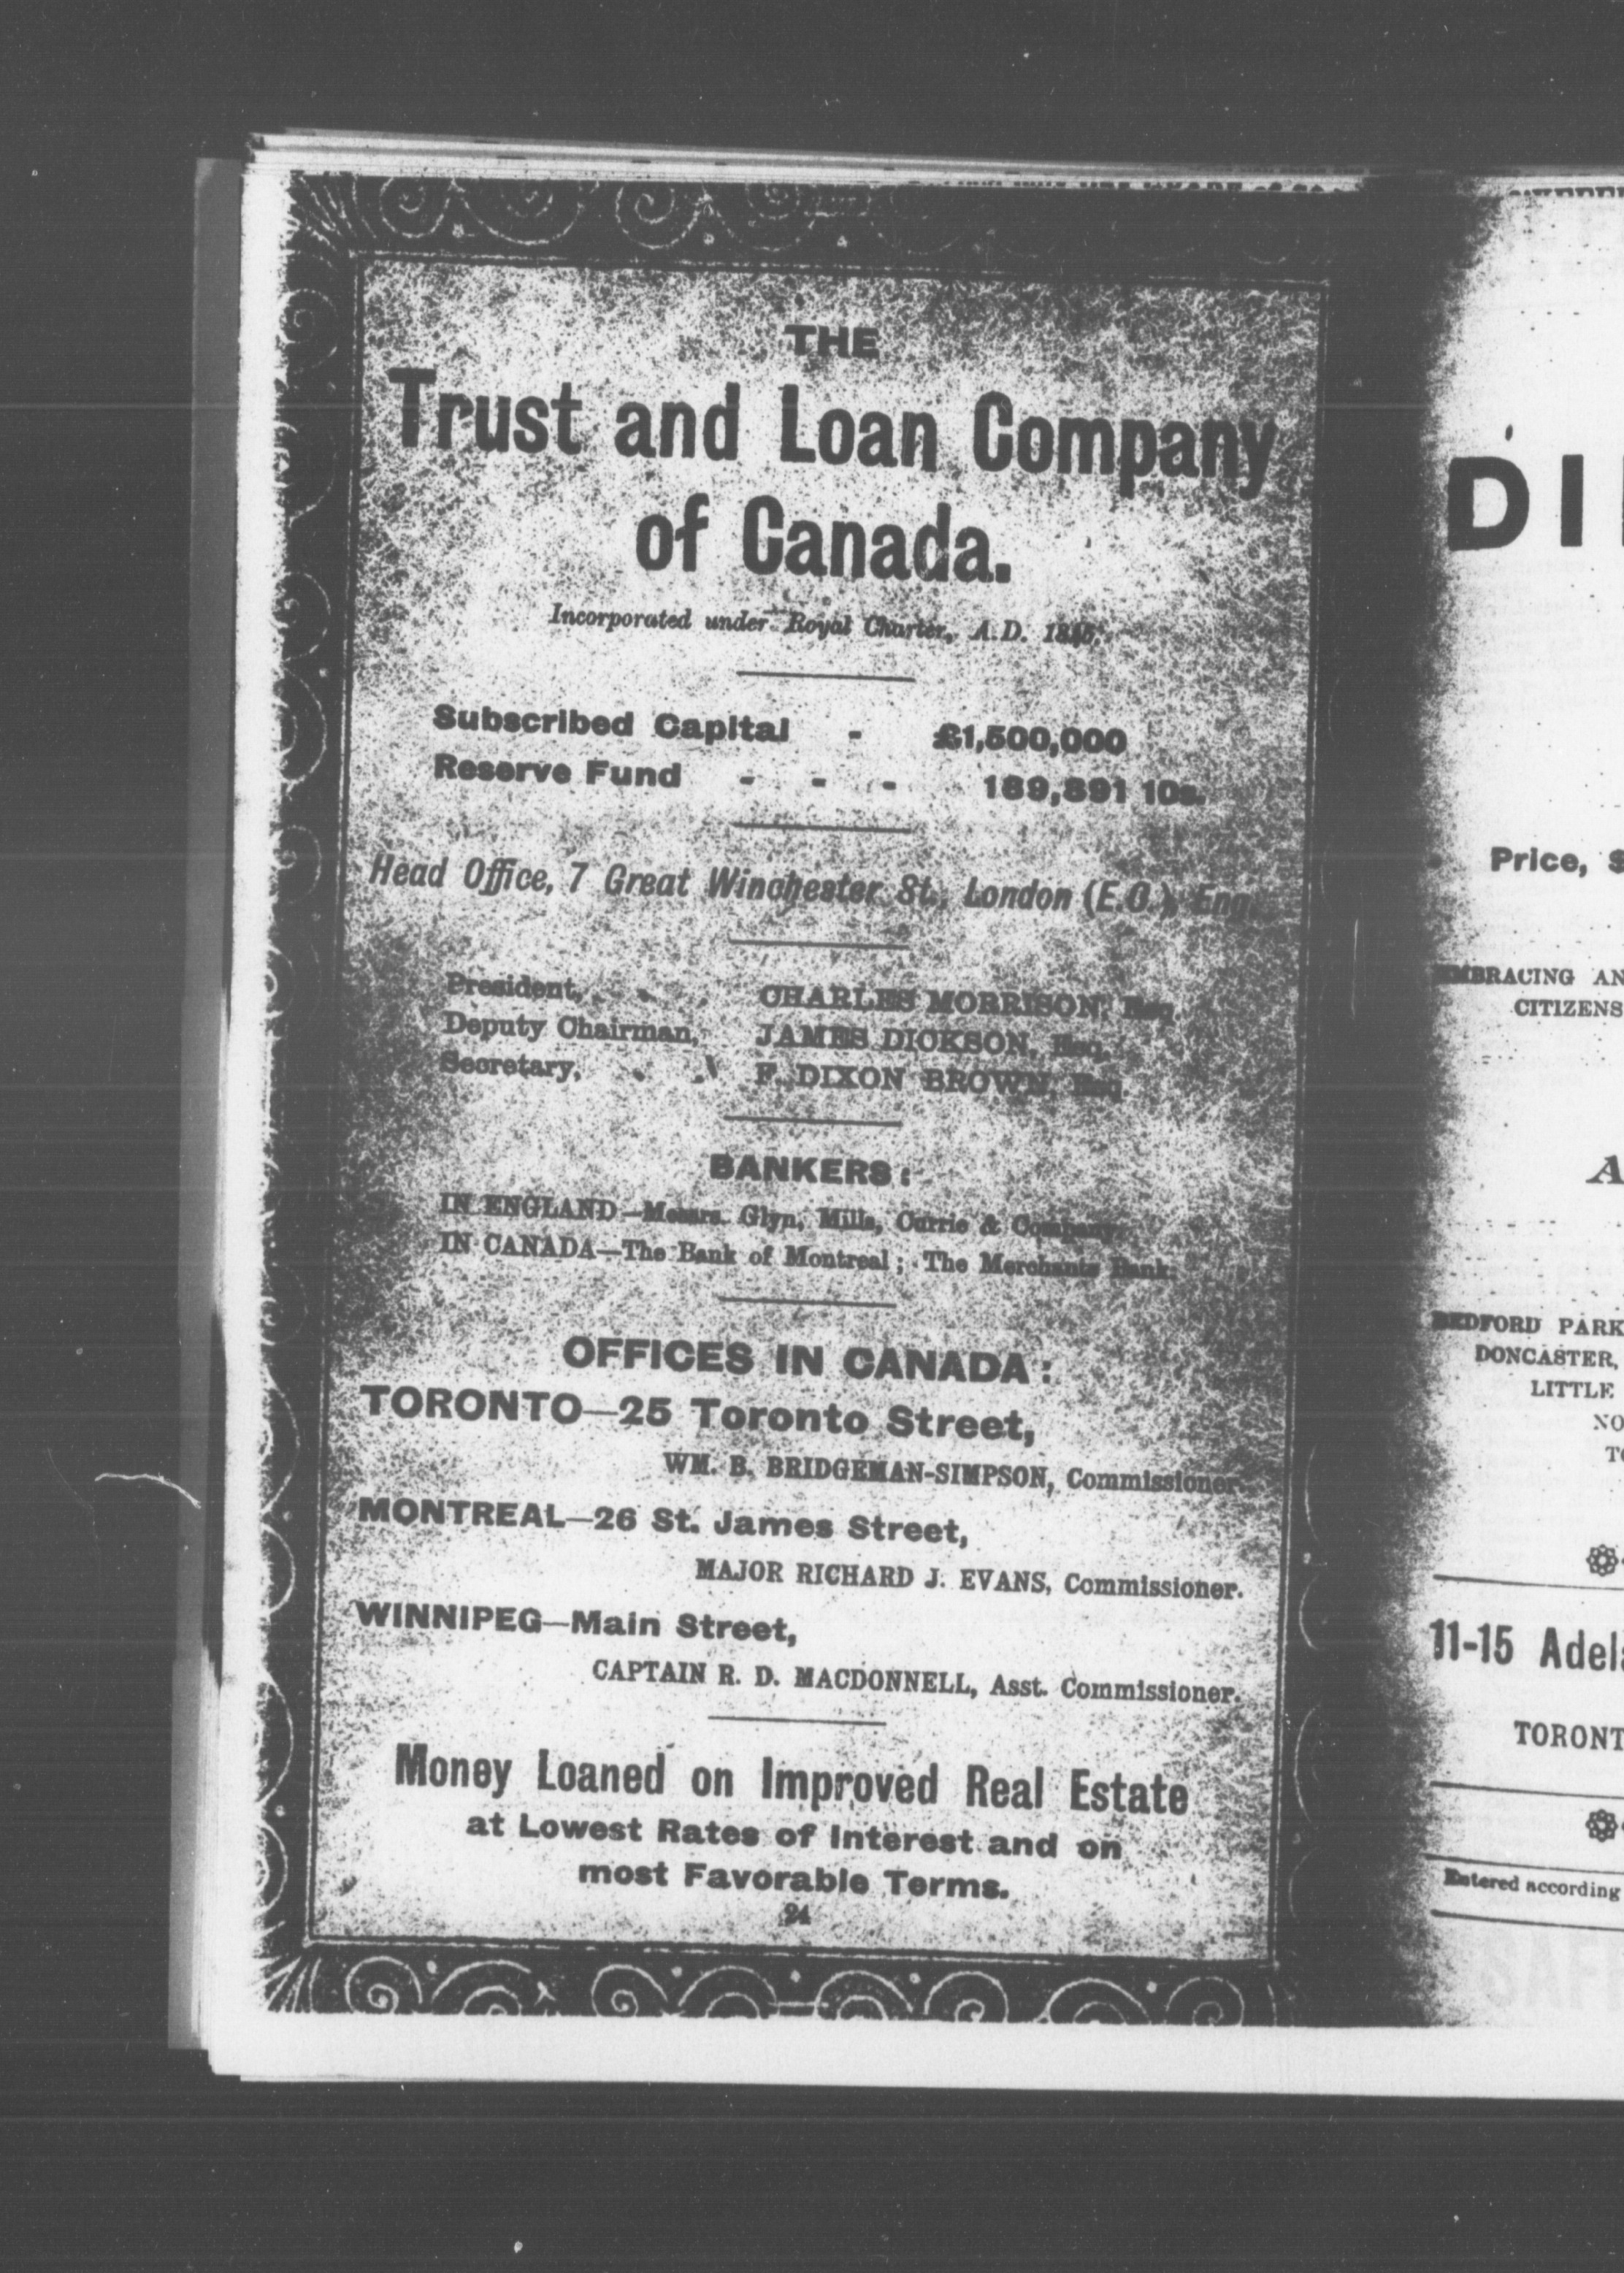 THE
Trust and Loan Company
of Canada.
Incorporated under Royal Charter, A.D. 1845.
Subscribed Capital - £1,500,000
Reserve Fund - - - 189,891 10s.
Head Office, 7 Great Winchester St., London (E.C.), Eng.
President, CHARLES MORRISON, Esq.
Deputy Chairman, JAMES DICKSON, Esq.
Secretary, F. DIXON BROWN, Esq.
BANKERS:
IN ENGLAND—Messrs. Glyn, Mills, Currie & Company.
IN CANADA—The Bank of Montreal; The Merchants Bank.
OFFICES IN CANADA:
TORONTO—25 Toronto Street,
WM. B. BRIDGEMAN-SIMPSON, Commissioner.
MONTREAL—26 St. James Street,
MAJOR RICHARD J. EVANS, Commissioner.
WINNIPEG—Main Street,
CAPTAIN R. D. MACDONNELL, Asst. Commissioner.
Money Loaned on Improved Real Estate
at Lowest Rates of Interest and on
most Favorable Terms.
24
Price,
CITIZENS
BEDFORD PARK
DONCASTER,
LITTLE
11-15
Entered according